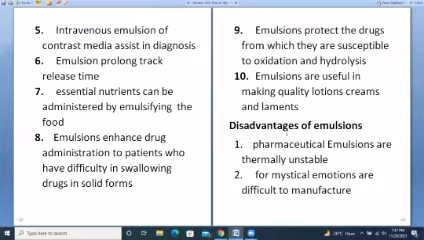 5. Intravenous emulsion of
contrast media assist in diagnosis
6. Emulsion prolong track
release time
7. essential nutrients can be
administered by emulsifying the
food
8. Emulsions enhance drug
administration to patients who
have difficulty in swallowing
drugs in solid forms
9. Emulsions protect the drugs
from which they are susceptible
to oxidation and hydrolysis
10. Emulsions are useful in
making quality lotions creams
and laments
Disadvantages of emulsions
1. pharmaceutical Emulsions are
thermally unstable
2. for mystical emotions are
difficult to manufacture
Type here to search